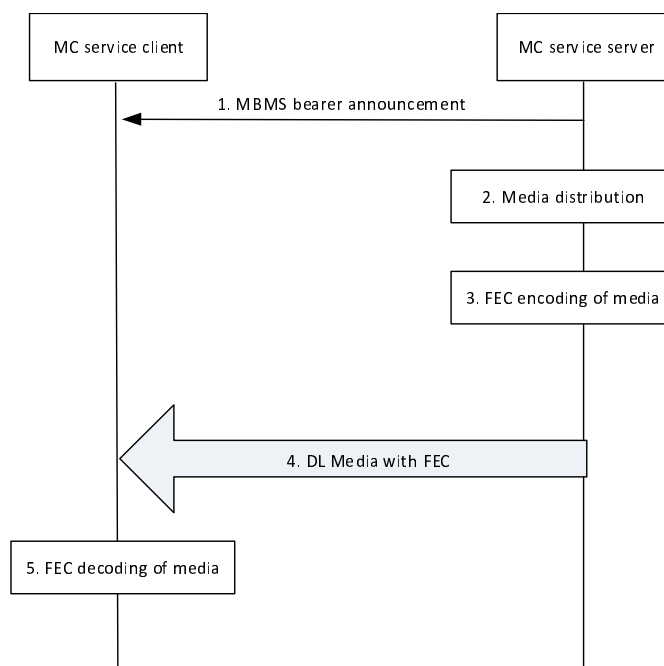 MC service client
MC service server
1. MBMS bearer announcement
2. Media distribution
3. FEC encoding of media
4. DL Media with FEC
5. FEC decoding of media